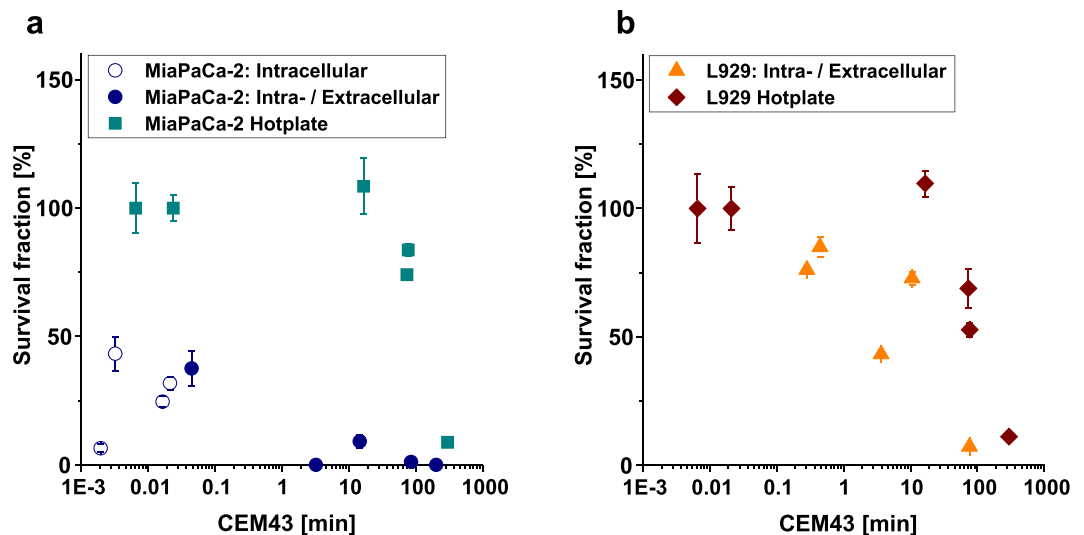 a
150
MiaPaCa-2: Intracellular
MiaPaCa-2: Intra- / Extracellular
MiaPaCa-2 Hotplate
100
50
0
Survival fraction [%]
1E-3 0.01 0.1 1 10 100 1000
CEM43 [min]
b
150
L929: Intra- / Extracellular
L929 Hotplate
100
50
0
Survival fraction [%]
1E-3 0.01 0.1 1 10 100 1000
CEM43 [min]